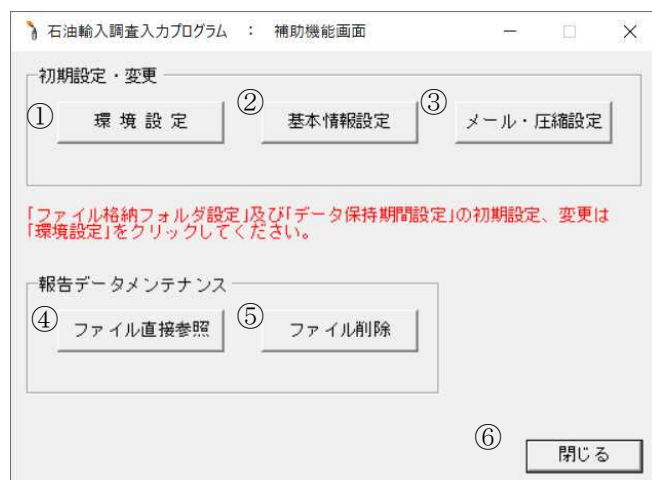 石油輸入調査入力プログラム ： 補助機能画面
初期設定・変更
① 環 境 設 定 ② 基本情報設定 ③ メール・圧縮設定
「ファイル格納フォルダ設定」及び「データ保持期間設定」の初期設定、変更は
「環境設定」をクリックしてください。
報告データメンテナンス
④ ファイル直接参照 ⑤ ファイル削除
⑥ 閉じる